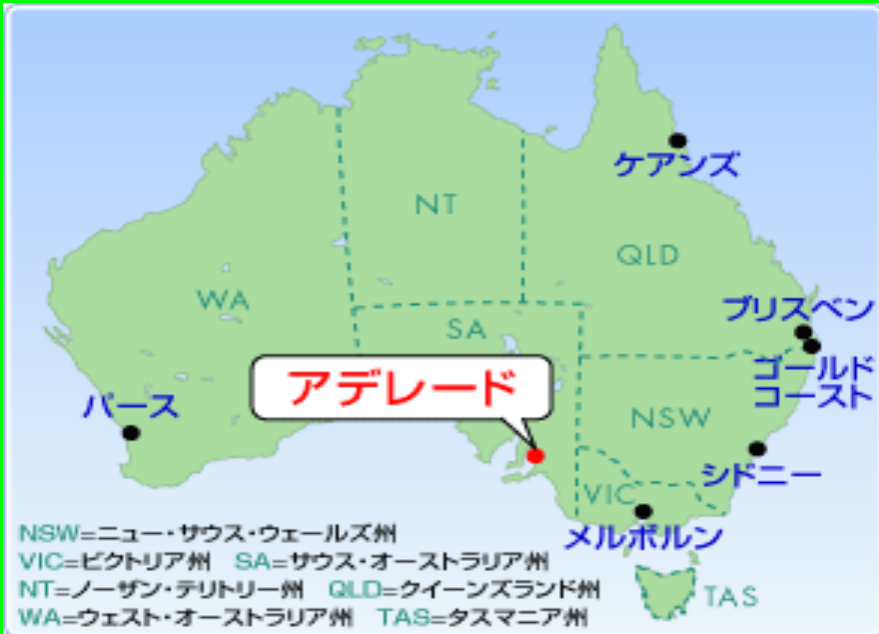 ケアンズ
NT
QLD
WA
ブリスベン
SA
ゴールド
コースト
アデレード
パース
NSW
シドニー
VIC
メルボルン
NSW=ニュー・サウス・ウェールズ州
VIC=ビクトリア州 SA=サウス・オーストラリア州
NT=ノーザン・テリトリー州 QLD=クイーンズランド州
TAS
WA=ウェスト・オーストラリア州 TAS=タスマニア州